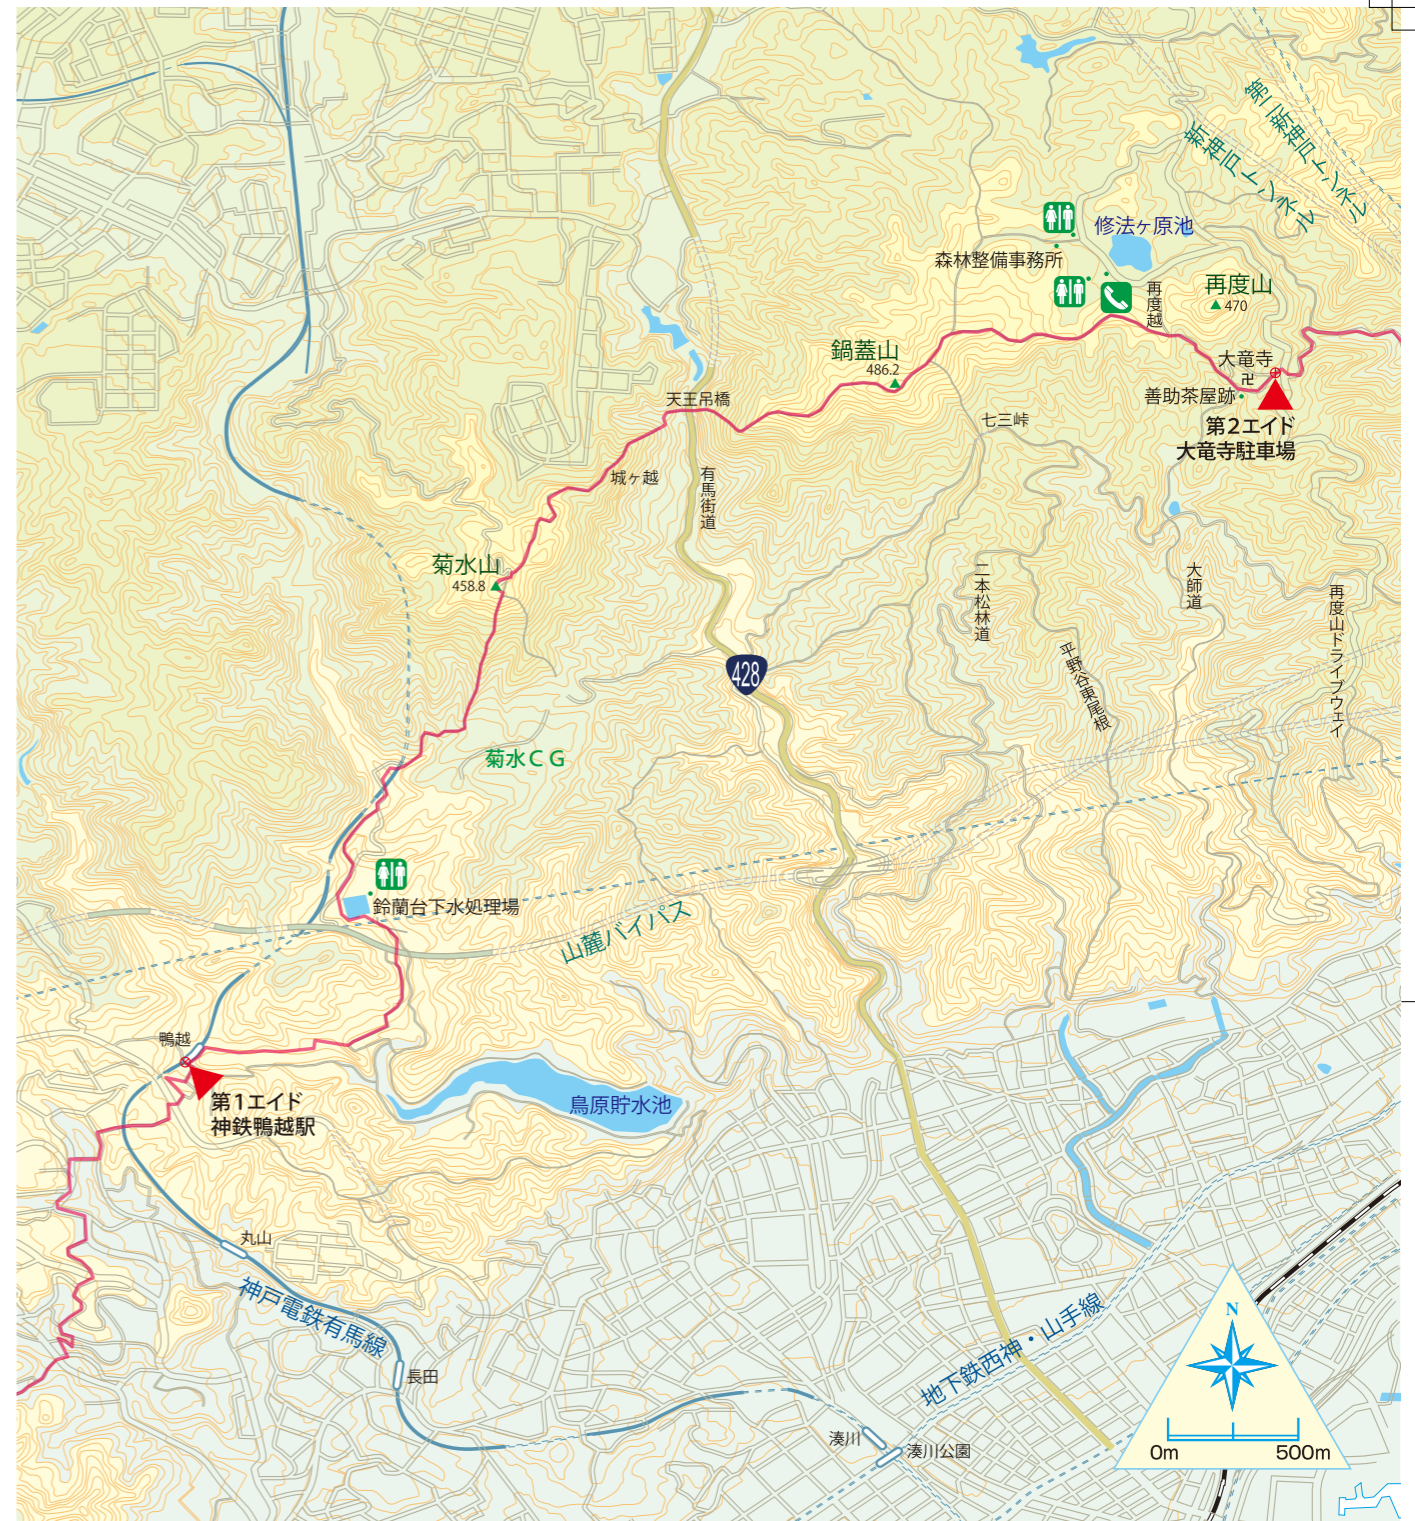 第二新神戸トンネル
新神戸トンネル
修法ヶ原池
森林整備事務所
再度山
470
再度越
鍋蓋山
486.2
大竜寺
卍
善助茶屋跡
第2エイド
大竜寺駐車場
天王吊橋
七三峠
城ヶ越
有馬街道
菊水山
458.8
二本松林道
大師道
再度山ドライブウェイ
平野谷東尾根
428
菊水CG
鈴蘭台下水処理場
山麓バイパス
鴨越
第1エイド
神鉄鴨越駅
烏原貯水池
丸山
神戸電鉄有馬線
長田
地下鉄西神・山手線
湊川
湊川公園
N
0m
500m